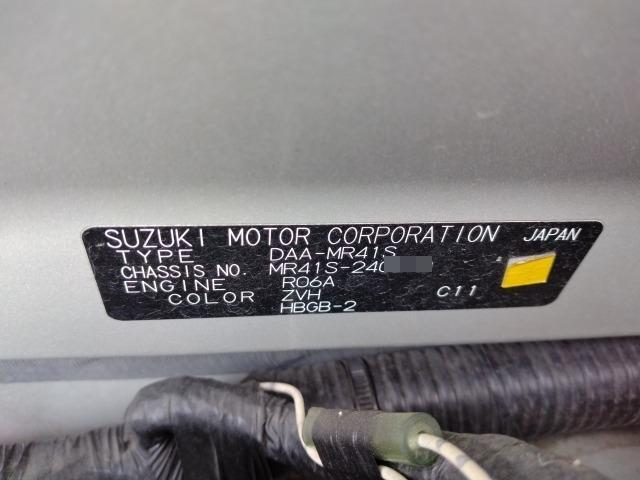 SUZUKI MOTOR CORPORATION JAPAN
TYPE DAA-MR41S
CHASSIS NO. MR41S-240
ENGINE R06A
COLOR ZVH C11
HBGB-2